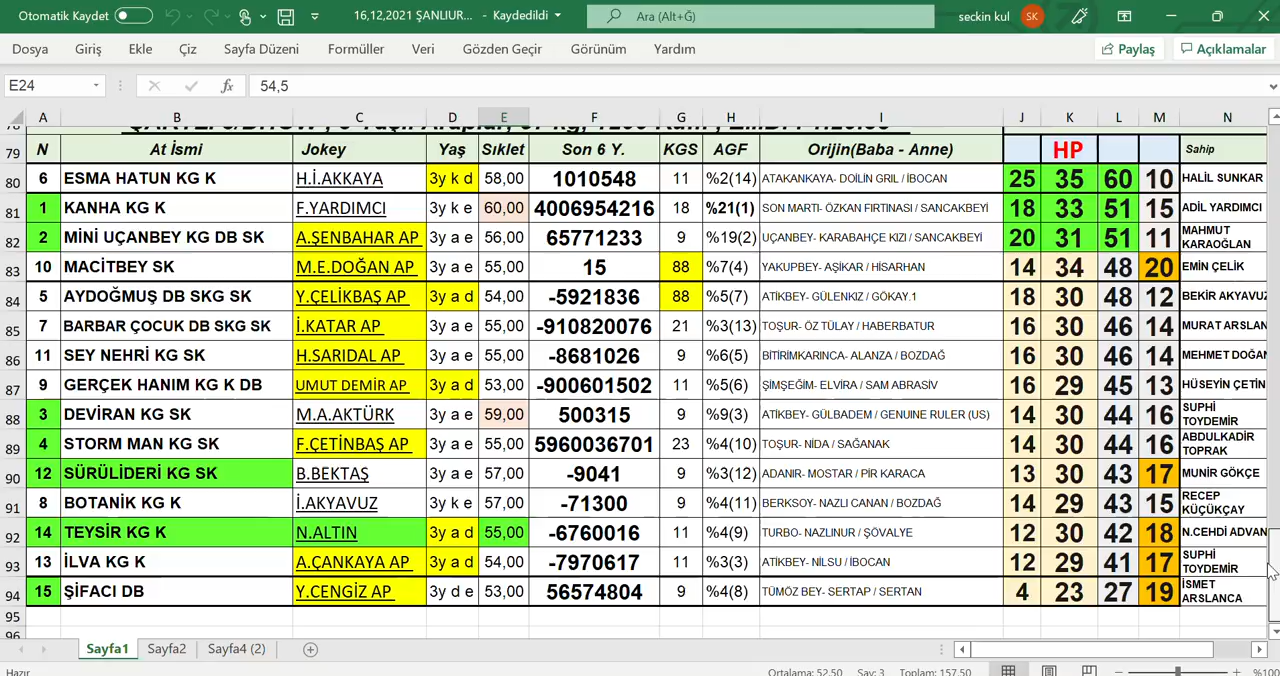 Otomatik Kaydet 16,12,2021 ŞANLIUR... - Kaydedildi Ara (Alt+G) seckin kul SK
Dosya Giriş Ekle Çiz Sayfa Düzeni Formüller Veri Gözden Geçir Görünüm Yardım Paylaş Açıklamalar
E24 fx 54,5
A B C D E F G H I J K L M N
79 N At İsmi Jokey Yaş Sıklet Son 6 Y. KGS AGF Orijin(Baba - Anne) HP Sahip
80 6 ESMA HATUN KG K H.İ.AKKAYA 3y k d 58,00 1010548 11 %2(14) ATAKANKAYA- DOİLİN GRIL / İBOCAN 25 35 60 10 HALİL SUNKAR
81 1 KANHA KG K F.YARDIMCI 3y k e 60,00 4006954216 18 %21(1) SON MARTI- ÖZKAN FIRTINASI / SANCAKBEYİ 18 33 51 15 ADİL YARDIMCI
82 2 MİNİ UÇANBEY KG DB SK A.ŞENBAHAR AP 3y a e 56,00 65771233 9 %19(2) UÇANBEY- KARABAHÇE KIZI / SANCAKBEYİ 20 31 51 11 MAHMUT KARAOĞLAN
83 10 MACİTBEY SK M.E.DOĞAN AP 3y a e 55,00 15 88 %7(4) YAKUPBEY- AŞİKAR / HİSARHAN 14 34 48 20 EMİN ÇELİK
84 5 AYDOĞMUŞ DB SKG SK Y.ÇELİKBAŞ AP 3y a d 54,00 -5921836 88 %5(7) ATİKBEY- GÜLENKIZ / GÖKAY.1 18 30 48 12 BEKİR AKYAVUZ
85 7 BARBAR ÇOCUK DB SKG SK İ.KATAR AP 3y a e 55,00 -910820076 21 %3(13) TOŞUR- ÖZ TÜLAY / HABERBATUR 16 30 46 14 MURAT ARSLAN
86 11 SEY NEHRİ KG SK H.SARIDAL AP 3y a e 55,00 -8681026 9 %6(5) BİTİRİMKARINCA- ALANZA / BOZDAĞ 16 30 46 14 MEHMET DOĞAN
87 9 GERÇEK HANIM KG K DB UMUT DEMİR AP 3y a d 53,00 -900601502 11 %5(6) ŞİMŞEĞİM- ELVİRA / SAM ABRASİV 16 29 45 13 HÜSEYİN ÇETİN
88 3 DEVİRAN KG SK M.A.AKTÜRK 3y a e 59,00 500315 9 %9(3) ATİKBEY- GÜLBADEM / GENUINE RULER (US) 14 30 44 16 SUPHİ TOYDEMİR
89 4 STORM MAN KG SK F.ÇETİNBAŞ AP 3y a e 55,00 5960036701 23 %4(10) TOŞUR- NİDA / SAĞANAK 14 30 44 16 ABDULKADİR TOPRAK
90 12 SÜRÜLİDERİ KG SK B.BEKTAŞ 3y a e 57,00 -9041 9 %3(12) ADANIR- MOSTAR / PİR KARACA 13 30 43 17 MUNİR GÖKÇE
91 8 BOTANİK KG K İ.AKYAVUZ 3y k e 57,00 -71300 9 %4(11) BERKSOY- NAZLI CANAN / BOZDAĞ 14 29 43 15 RECEP KÜÇÜKÇAY
92 14 TEYSİR KG K N.ALTIN 3y a d 55,00 -6760016 11 %4(9) TURBO- NAZLINUR / ŞÖVALYE 12 30 42 18 N.CEHDİ ADVAN
93 13 İLVA KG K A.ÇANKAYA AP 3y a d 54,00 -7970617 11 %3(3) ATİKBEY- NİLSU / İBOCAN 12 29 41 17 SUPHİ TOYDEMİR
94 15 ŞİFACI DB Y.CENGİZ AP 3y d e 53,00 56574804 9 %4(8) TÜMÖZ BEY- SERTAP / SERTAN 4 23 27 19 İSMET ARSLANCA
95
96
Sayfa1 Sayfa2 Sayfa4 (2)
Hazır Ortalama: 52,50 Say: 3 Toplam: 157,50 %100